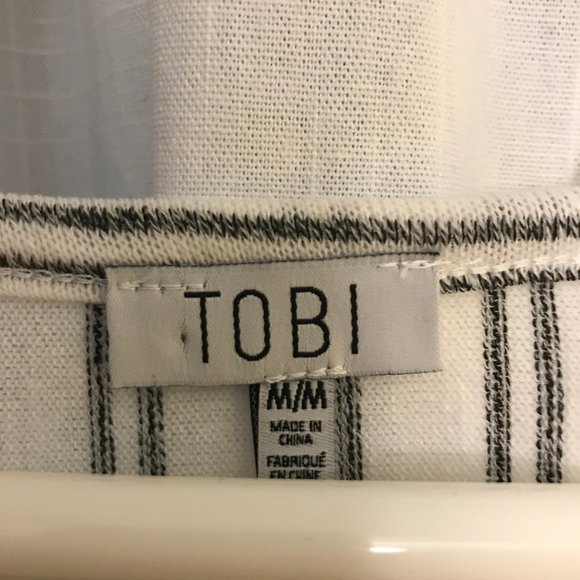 TOBI
M/M
MADE IN
CHINA
FABRIQUÉ
EN CHINE